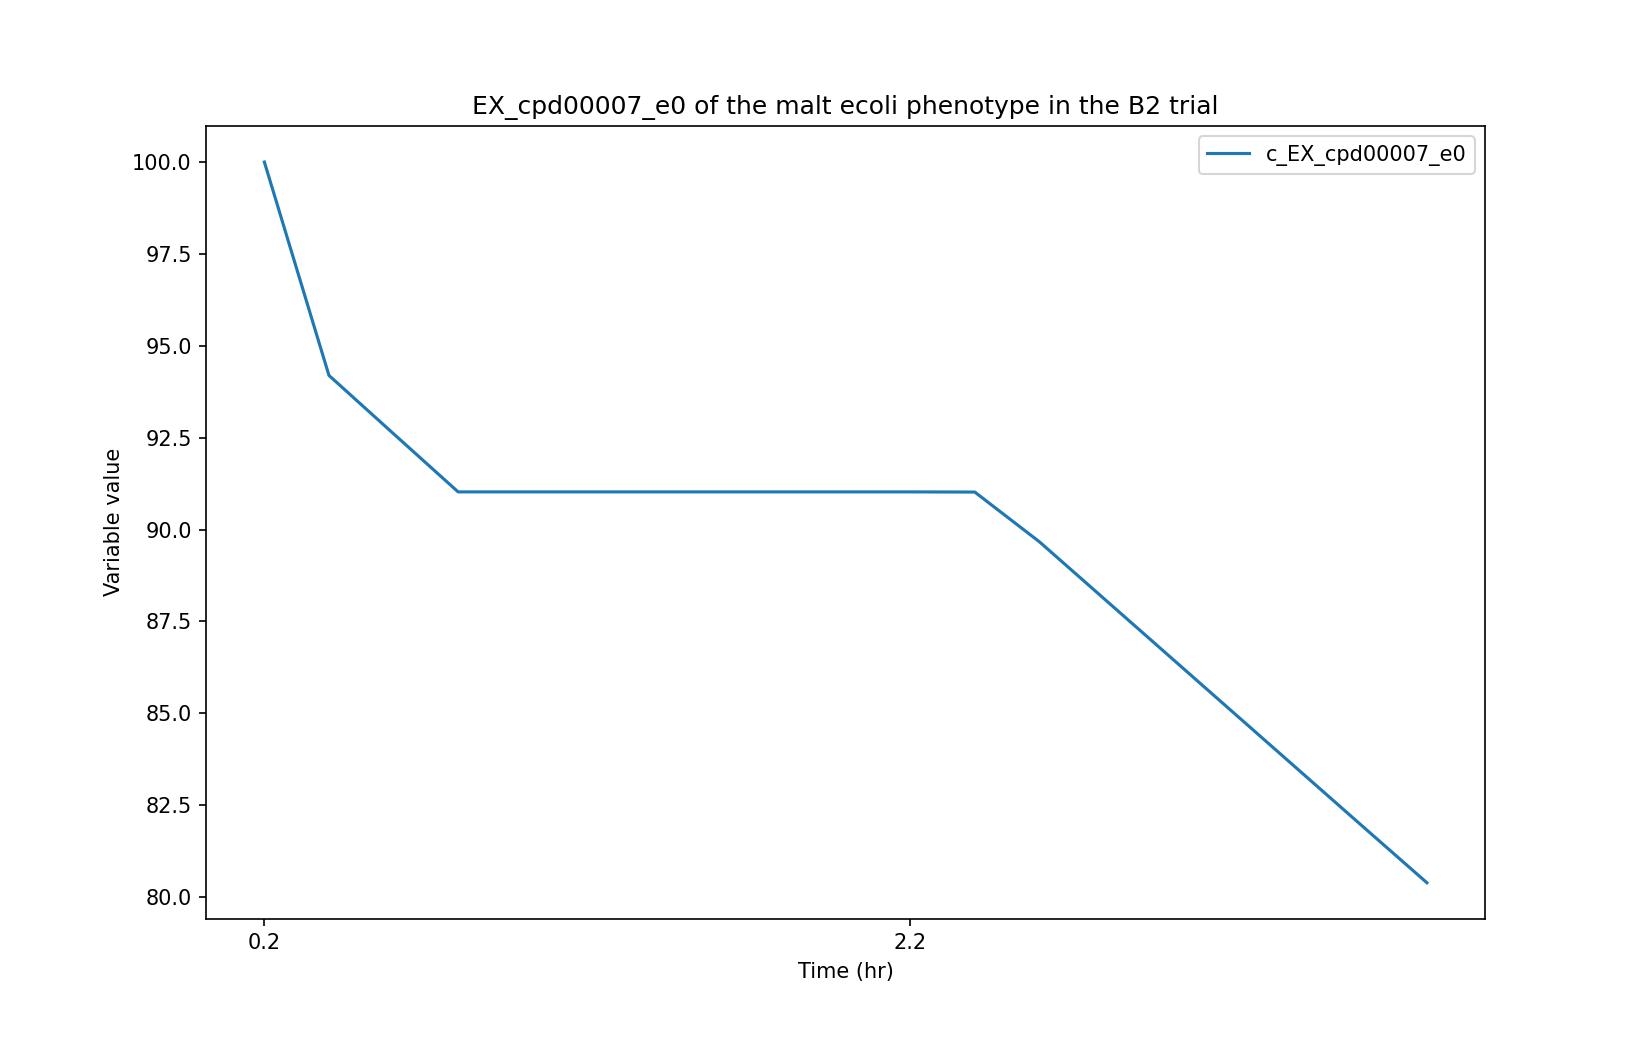 EX_cpd00007_e0 of the malt ecoli phenotype in the B2 trial
c_EX_cpd00007_e0
100.0
97.5
95.0
92.5
90.0
87.5
85.0
82.5
80.0
Variable value
0.2
2.2
Time (hr)